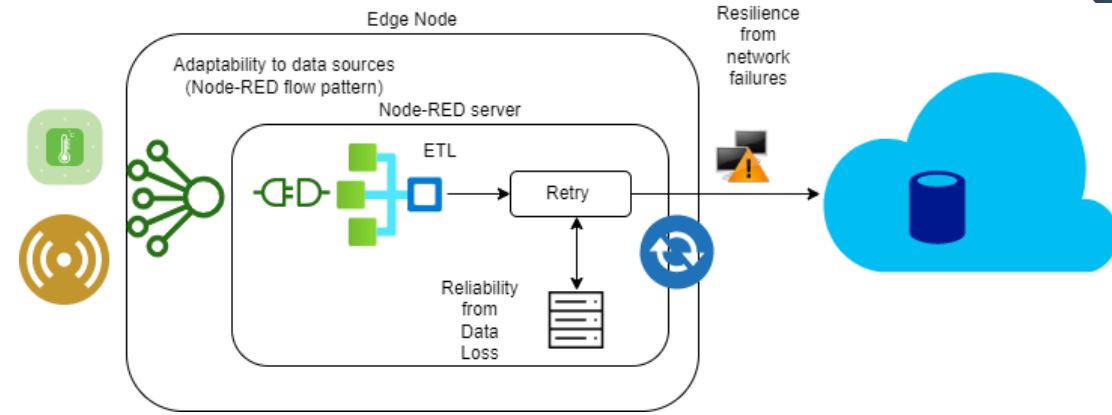 Edge Node
Resilience
from
network
failures
Adaptability to data sources
(Node-RED flow pattern)
Node-RED server
°C
ETL
Retry
Reliability
from
Data
Loss